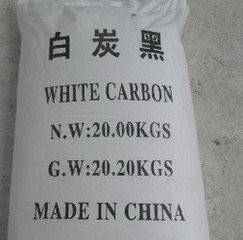 白炭黑
WHITE CARBON
N.W:20.00KGS
G.W:20.20KGS
MADE IN CHINA